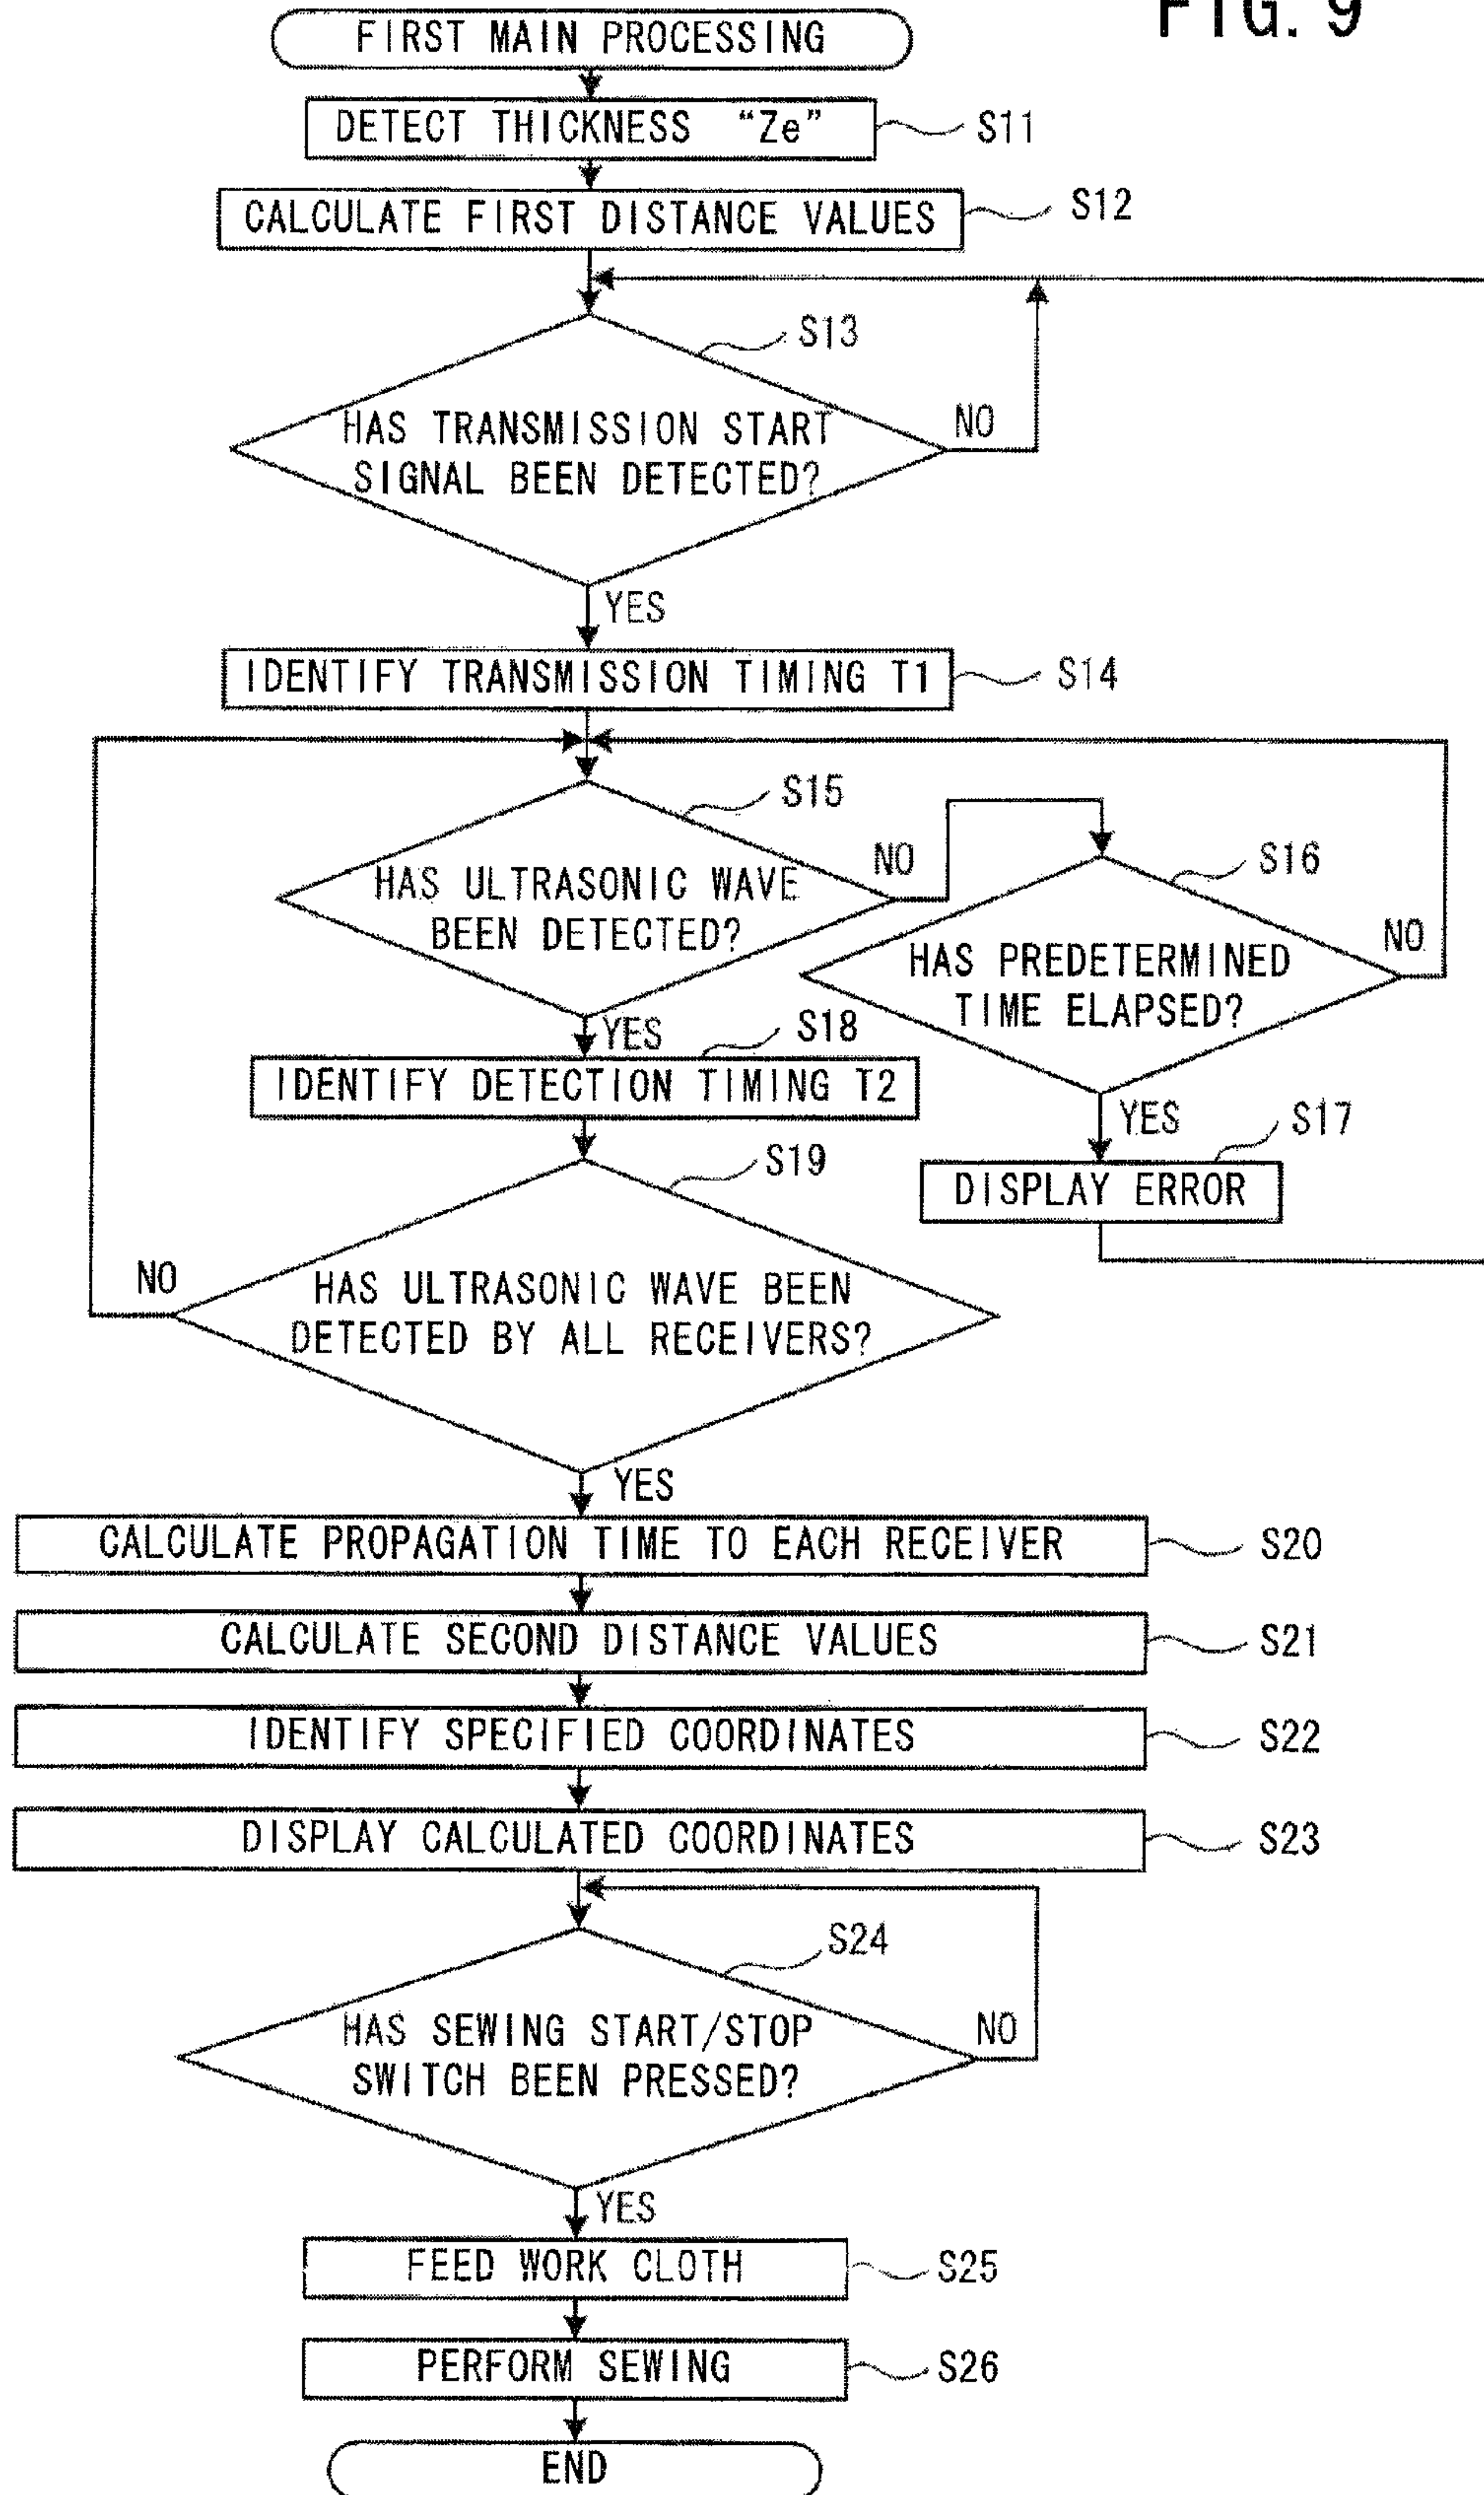 FIG. 9
FIRST MAIN PROCESSING
DETECT THICKNESS "Ze"
S11
CALCULATE FIRST DISTANCE VALUES
S12
S13
HAS TRANSMISSION START
SIGNAL BEEN DETECTED?
NO
YES
IDENTIFY TRANSMISSION TIMING T1
S14
S15
HAS ULTRASONIC WAVE
BEEN DETECTED?
NO
S16
HAS PREDETERMINED
TIME ELAPSED?
NO
YES
S18
IDENTIFY DETECTION TIMING T2
YES
S17
DISPLAY ERROR
S19
NO
HAS ULTRASONIC WAVE BEEN
DETECTED BY ALL RECEIVERS?
YES
CALCULATE PROPAGATION TIME TO EACH RECEIVER
S20
CALCULATE SECOND DISTANCE VALUES
S21
IDENTIFY SPECIFIED COORDINATES
S22
DISPLAY CALCULATED COORDINATES
S23
S24
HAS SEWING START/STOP
SWITCH BEEN PRESSED?
NO
YES
FEED WORK CLOTH
S25
PERFORM SEWING
S26
END